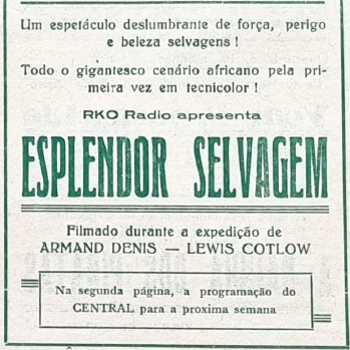 Um espetáculo deslumbrante de força, perigo
e beleza selvagens !
Todo o gigantesco cenário africano pela pri-
meira vez em tecnicolor !
RKO Radio apresenta
ESPLENDOR SELVAGEM
Filmado durante a expedição de
ARMAND DENIS — LEWIS COTLOW
Na segunda página, a programação do
CENTRAL para a proxima semana